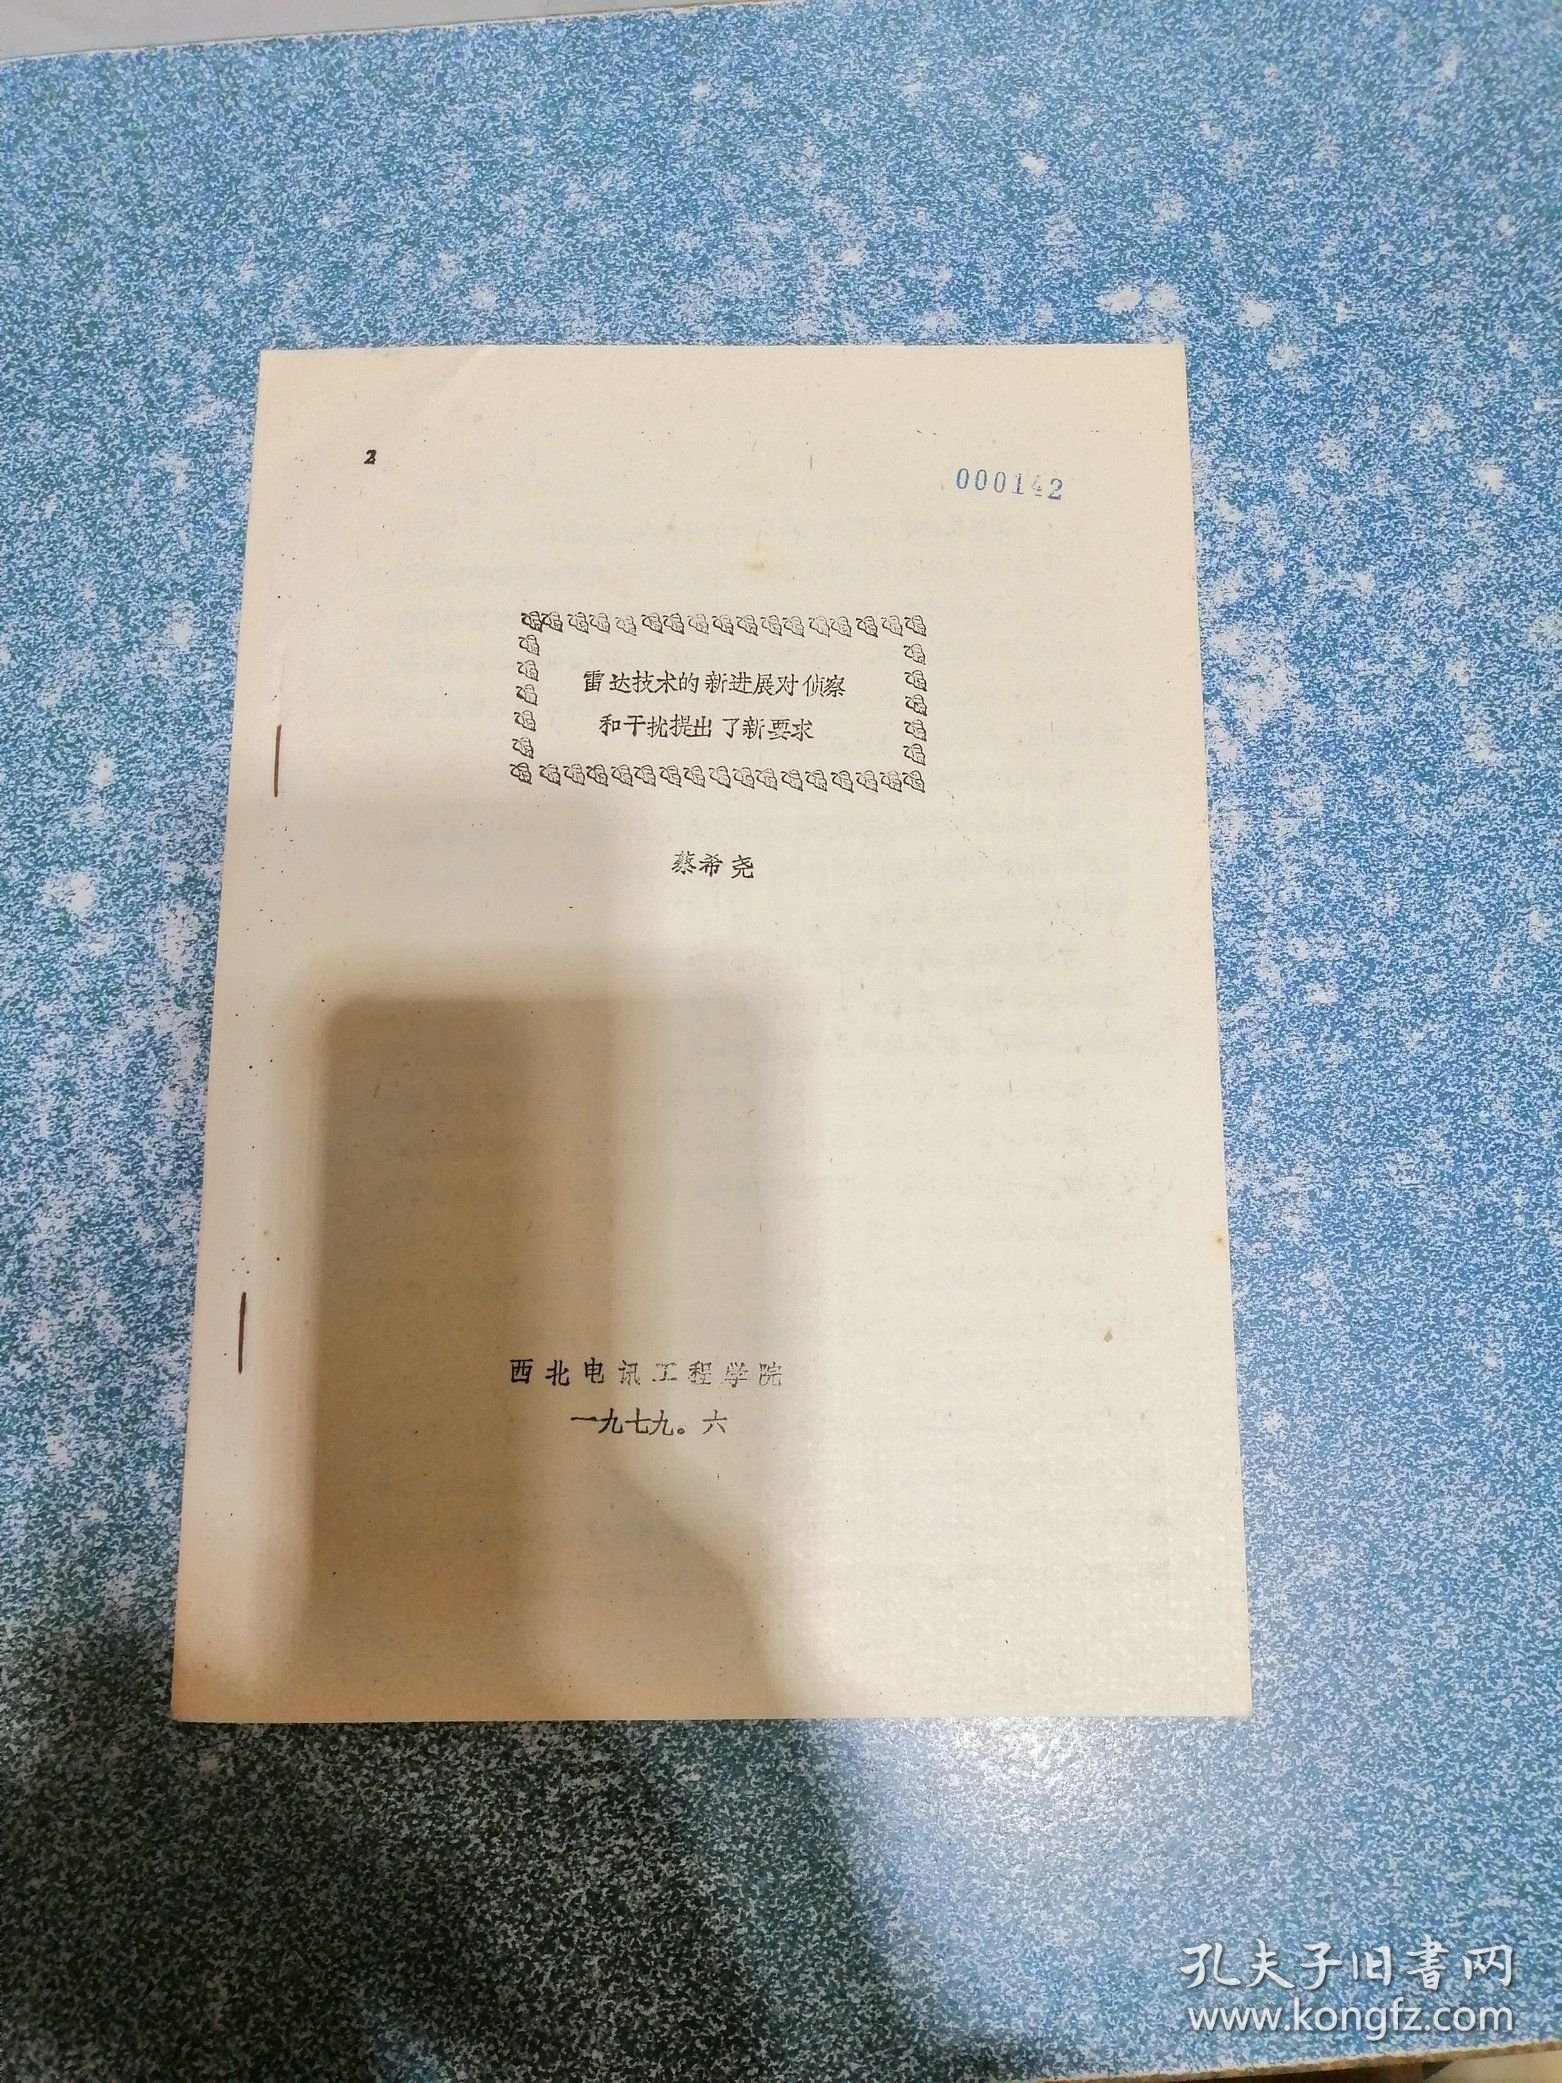 2
000142
雷达技术的新进展对侦察
和干扰提出了新要求
蔡希尧
西北电讯工程学院
一九七九。六
孔夫子旧书网
www.kongfz.com